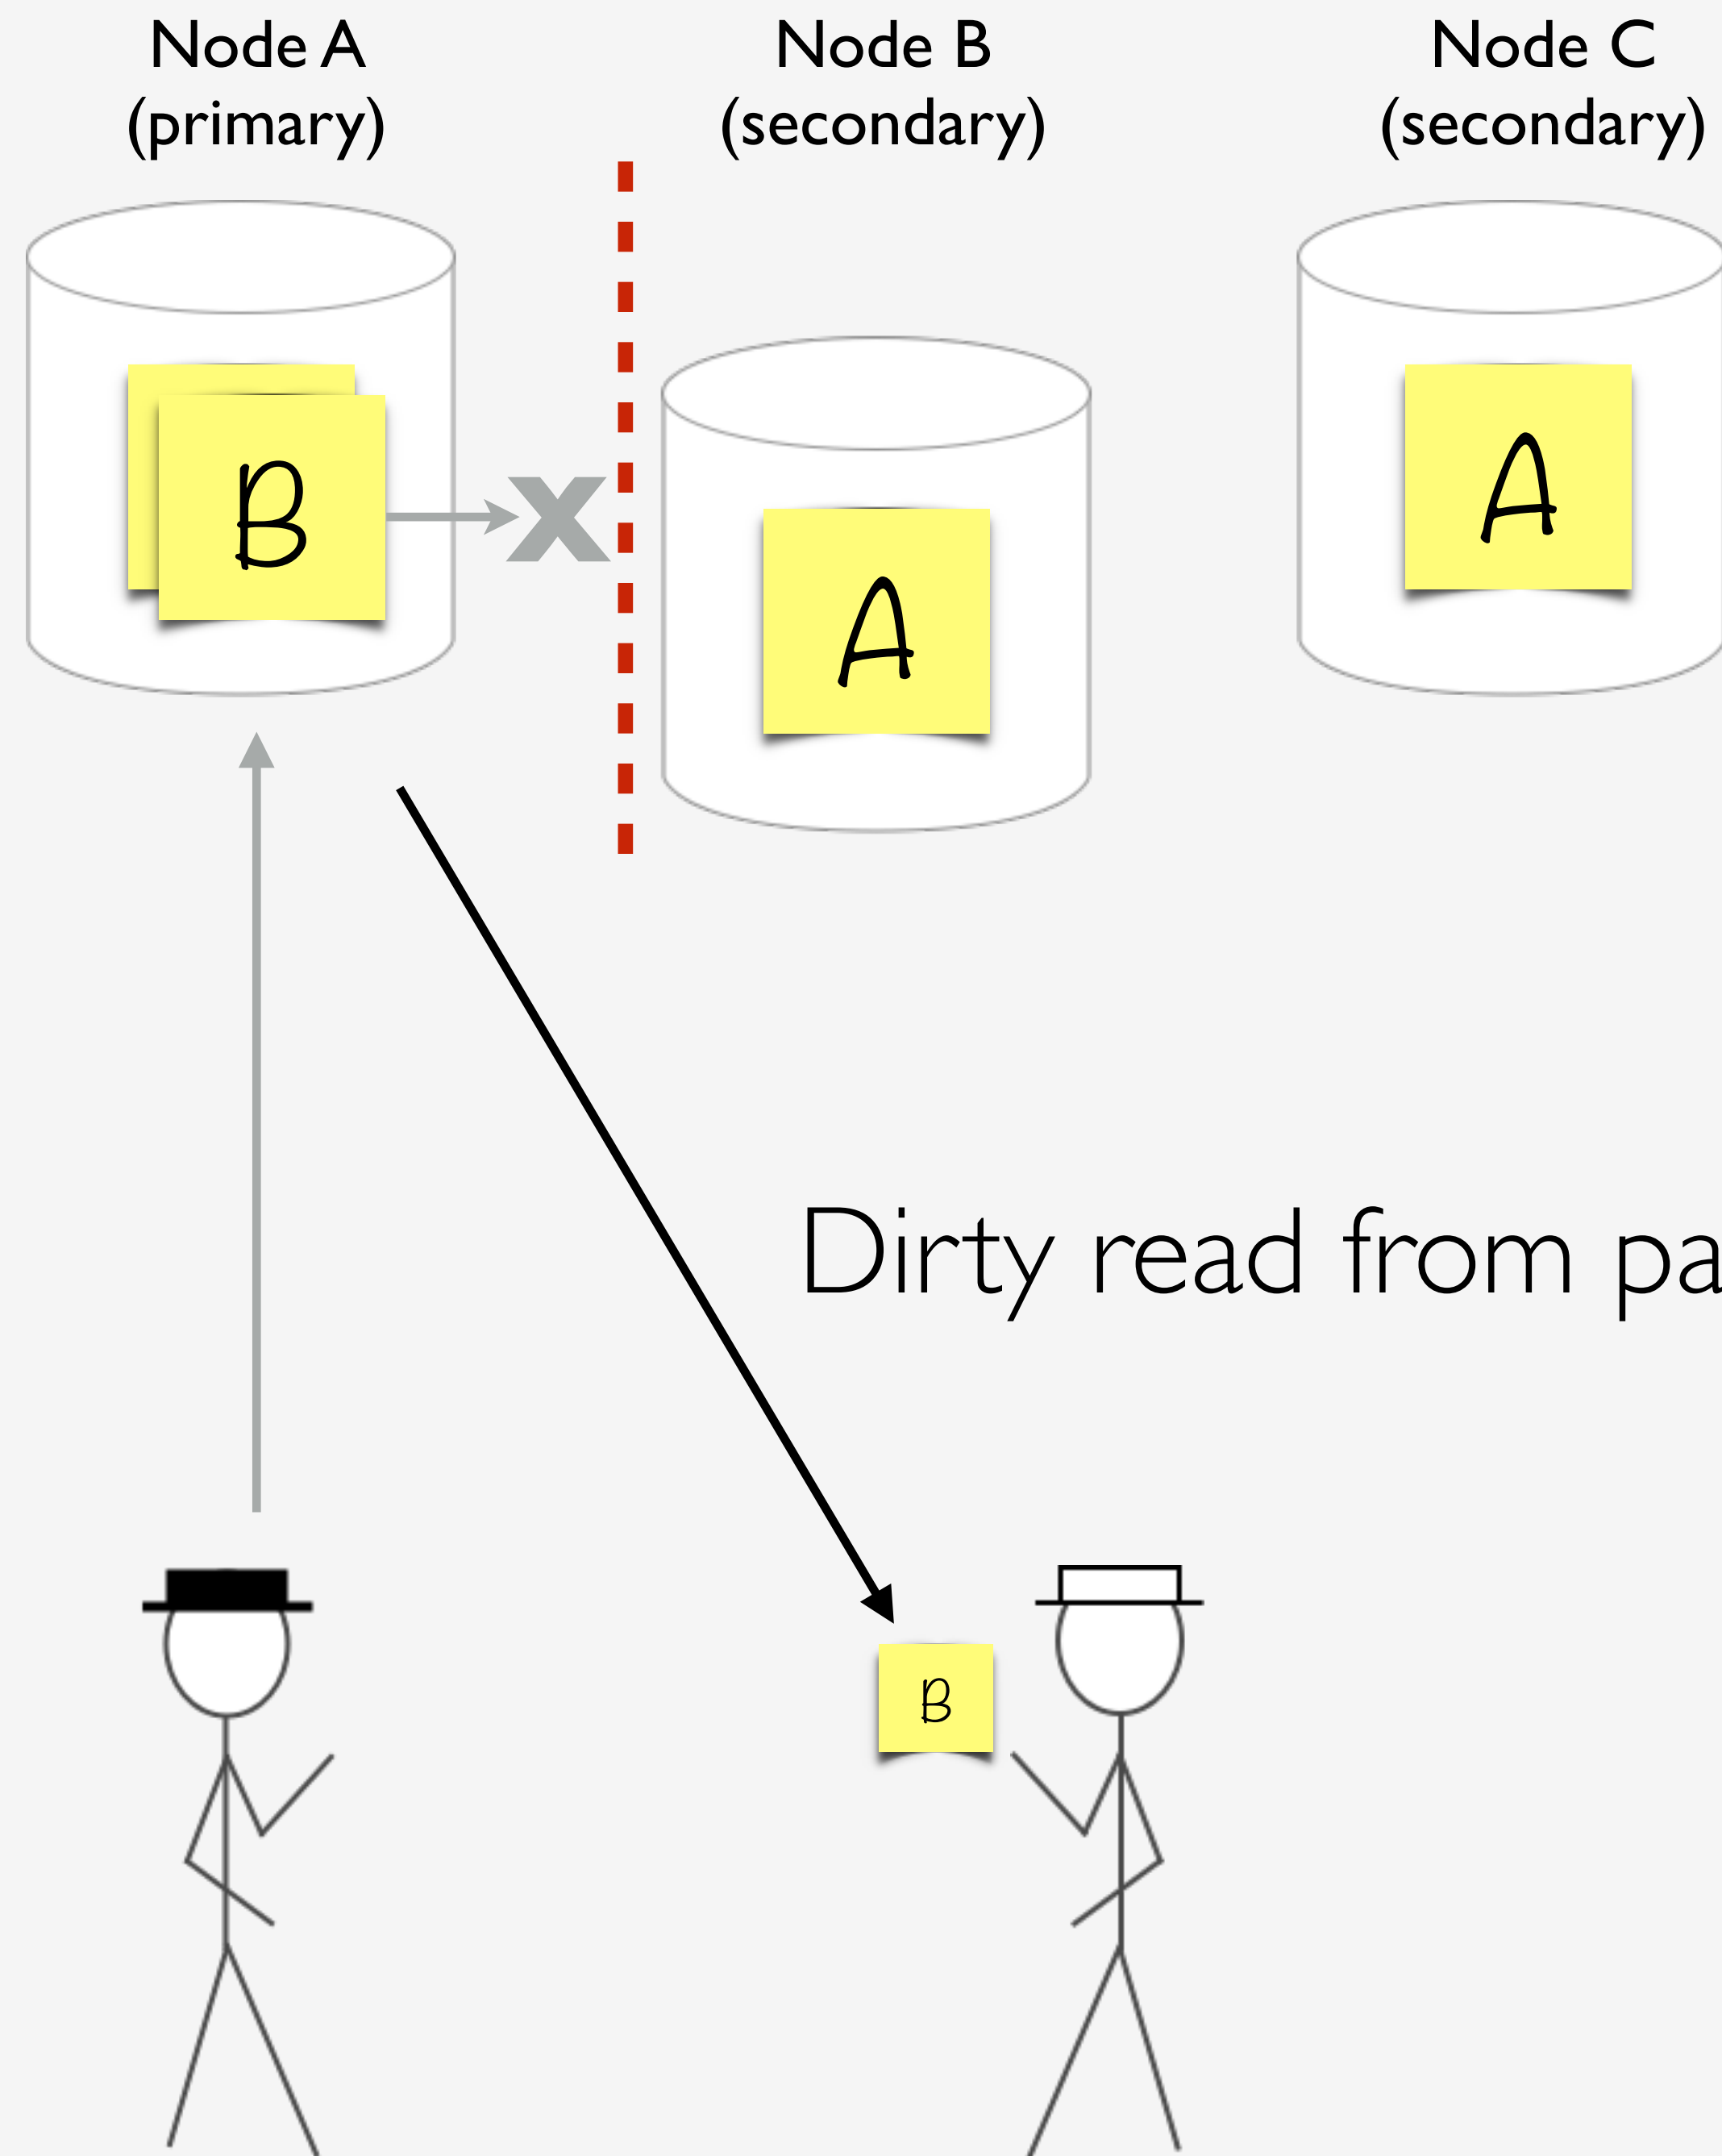 Node A
(primary)
Node B
(secondary)
Node C
(secondary)
B
X
A
A
Dirty read from pa
B